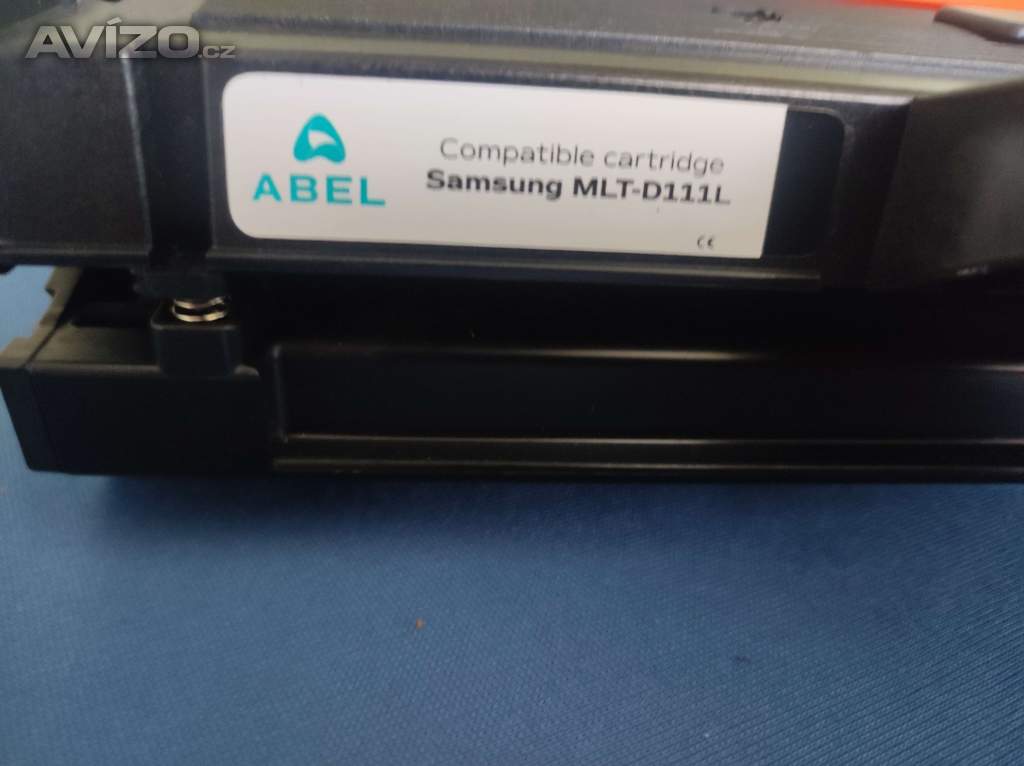 AVÍZO.cz
ABEL
Compatible cartridge
Samsung MLT-D111L
CE